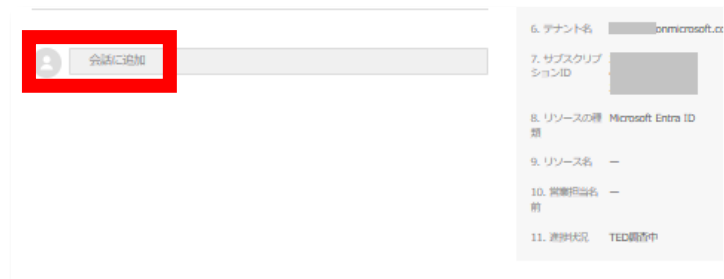 会話に追加
6. テナント名 onmicrosoft.co
7. サブスクリプ
ションID
8. リソースの種 Microsoft Entra ID
類
9. リソース名 —
10. 営業担当名 —
前
11. 進捗状況 TED調査中